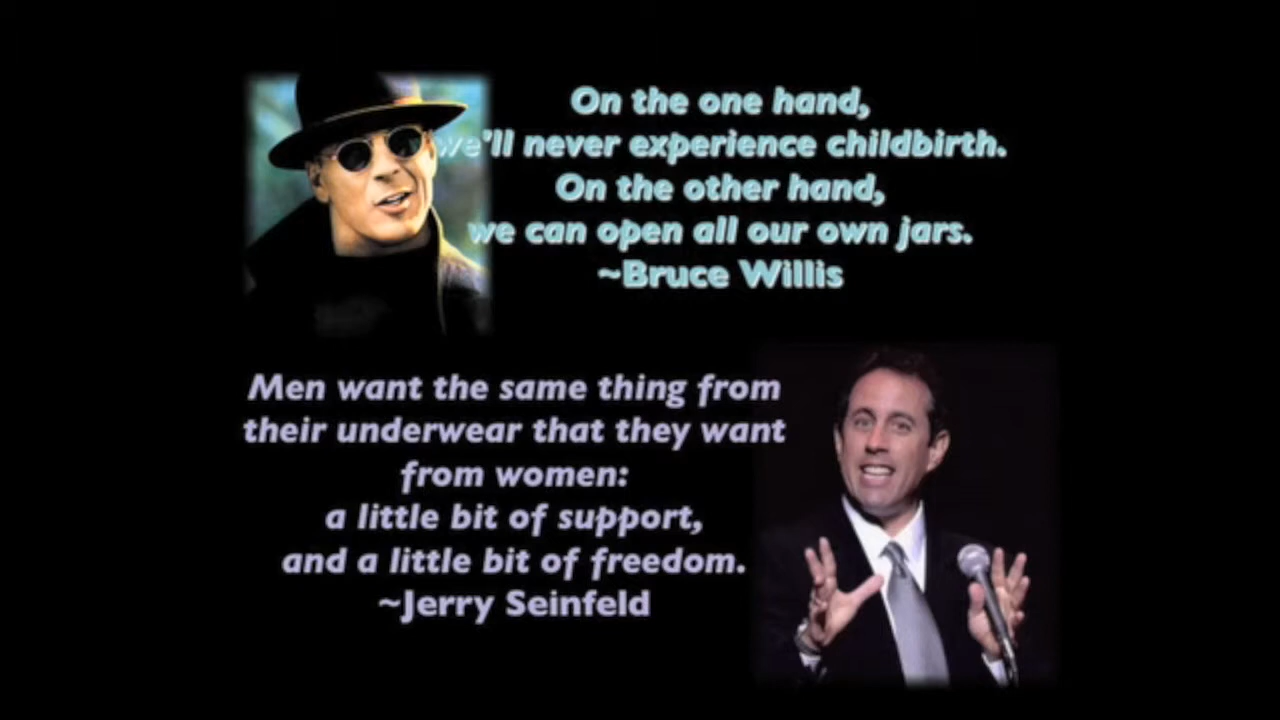 On the one hand,
we'll never experience childbirth.
On the other hand,
we can open all our own jars.
~Bruce Willis
Men want the same thing from
their underwear that they want
from women:
a little bit of support,
and a little bit of freedom.
~Jerry Seinfeld